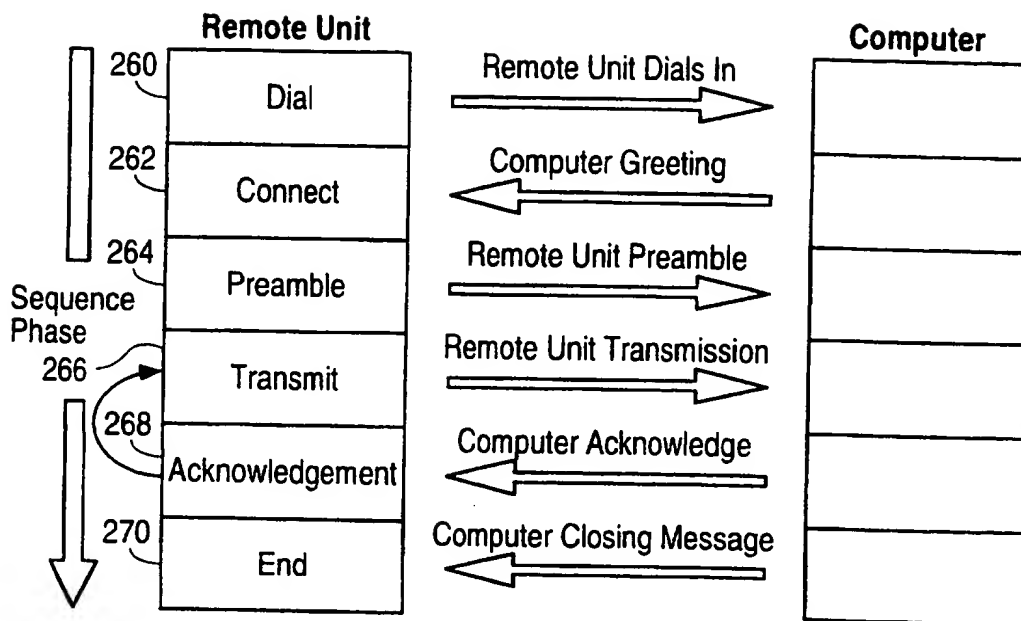 Remote Unit
Computer
260
Dial
Remote Unit Dials In
262
Connect
Computer Greeting
264
Preamble
Remote Unit Preamble
Sequence
Phase
266
Transmit
Remote Unit Transmission
268
Acknowledgement
Computer Acknowledge
270
End
Computer Closing Message